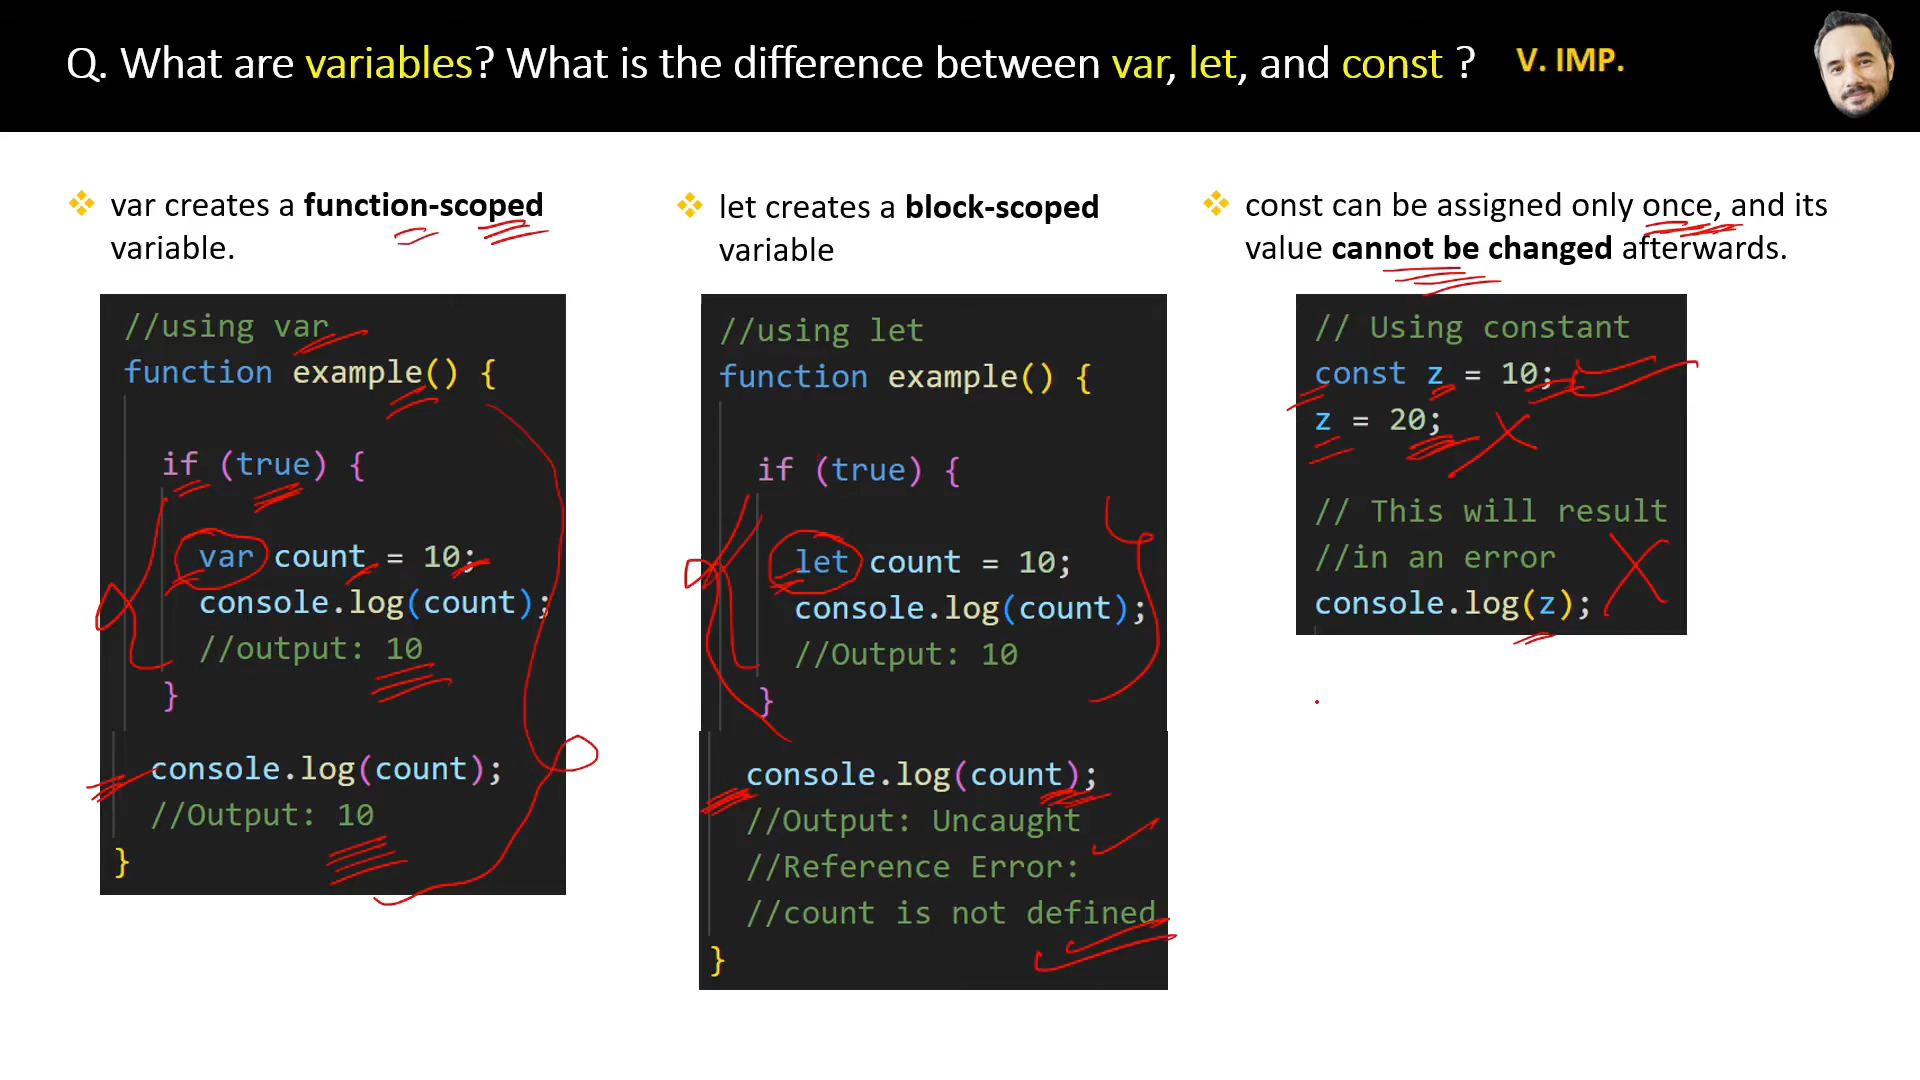 Q. What are variables? What is the difference between var, let, and const ? V. IMP.
var creates a function-scoped
variable.
//using var
function example() {
if (true) {
var count = 10;
console.log(count);
//output: 10
}
console.log(count);
//Output: 10
}
let creates a block-scoped
variable
//using let
function example() {
if (true) {
let count = 10;
console.log(count);
//Output: 10
}
console.log(count);
//Output: Uncaught
//Reference Error:
//count is not defined
}
const can be assigned only once, and its
value cannot be changed afterwards.
// Using constant
const z = 10;
z = 20;
// This will result
//in an error
console.log(z);